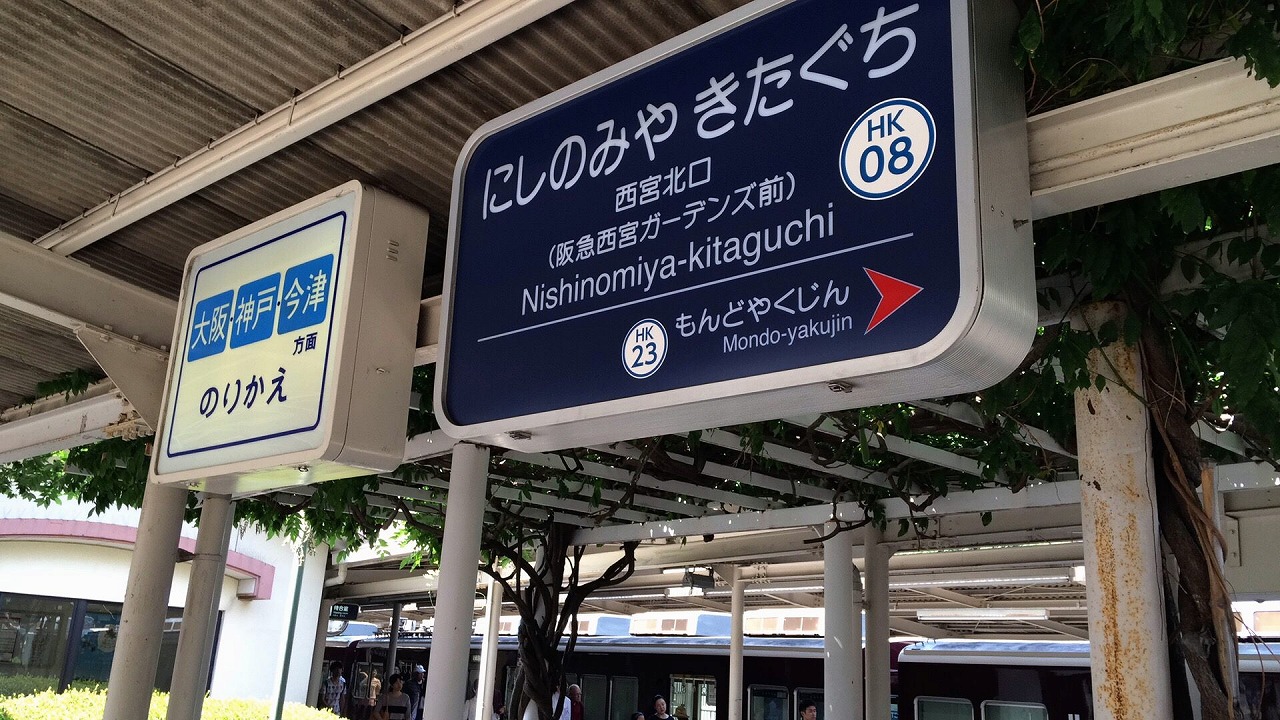 大阪・神戸・今津
方面
のりかえ
にしのみや きたぐち
HK
08
西宮北口
(阪急西宮ガーデンズ前)
Nishinomiya-kitaguchi
HK
23
もんどやくじん
Mondo-yakujin